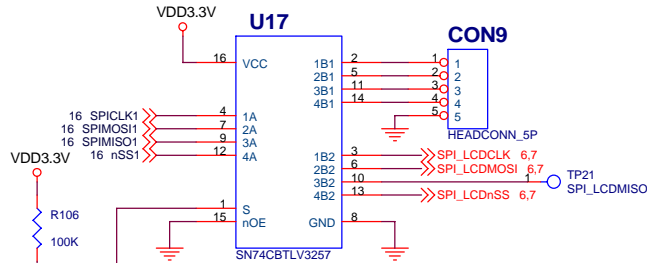 VDD3.3V
U17
CON9
16 VCC
1B1 2 1 1
2B1 5 2 2
3B1 11 3 3
4B1 14 4 4
5 5
HEADCONN_5P
16 SPICLK1 4 1A
16 SPIMOSI1 7 2A
16 SPIMISO1 9 3A
16 nSS1 12 4A
1B2 3 SPI_LCDCLK 6,7
2B2 6 SPI_LCDMOSI 6,7
3B2 10 1 TP21
SPI_LCDMISO
4B2 13 SPI_LCDnSS 6,7
VDD3.3V
R106
100K
1 S
15 nOE
GND 8
SN74CBTLV3257